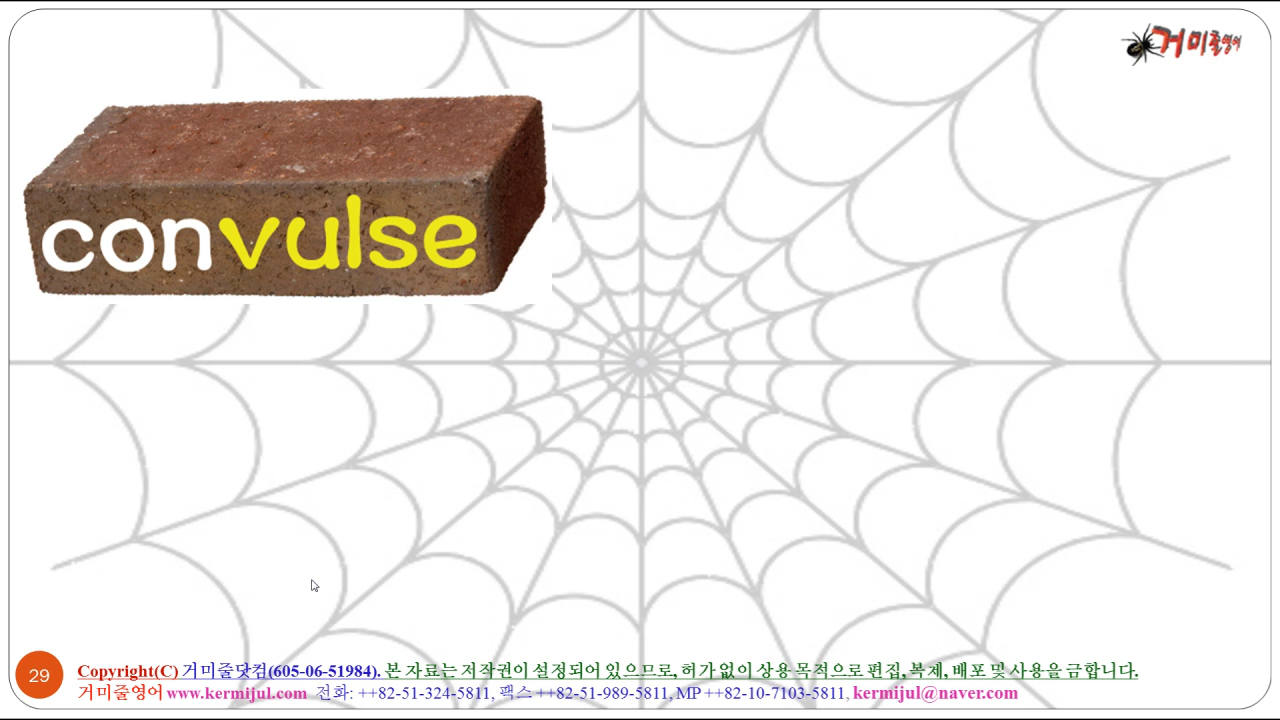 거미줄영어
convulse
29
Copyright(C) 거미줄닷컴(605-06-51984). 본 자료는 저작권이 설정되어 있으므로, 허가 없이 상용 목적으로 편집, 복제, 배포 및 사용을 금합니다.
거미줄영어 www.kermijul.com 전화: ++82-51-324-5811, 팩스 ++82-51-989-5811, MP ++82-10-7103-5811, kermijul@naver.com